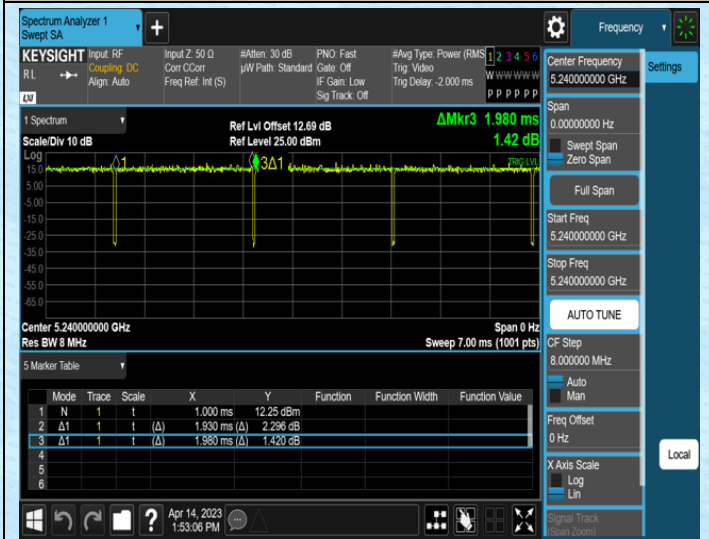 Spectrum Analyzer 1
Swept SA
+
Frequency
KEYSIGHT Input: RF Input Z: 50 Ω #Atten: 30 dB PNO: Fast #Avg Type: Power (RMS 1 2 3 4 5 6
RL Coupling: DC Corr CCorr µW Path: Standard Gate: Off Trig: Video W W W W W W
Align: Auto Freq Ref: Int (S) IF Gain: Low Trig Delay: -2.000 ms
Sig Track: Off P P P P P P
LXI
1 Spectrum
Scale/Div 10 dB
Ref Lvl Offset 12.69 dB
Ref Level 25.00 dBm
ΔMkr3 1.980 ms
1.42 dB
Log
1
3Δ1
TRIG LVL
15.0
5.00
-5.00
-15.0
-25.0
-35.0
-45.0
-55.0
-65.0
Center 5.240000000 GHz Span 0 Hz
Res BW 8 MHz Sweep 7.00 ms (1001 pts)
5 Marker Table
Mode Trace Scale X Y Function Function Width Function Value
1 N 1 t 1.000 ms 12.25 dBm
2 Δ1 1 t (Δ) 1.930 ms (Δ) 2.296 dB
3 Δ1 1 t (Δ) 1.980 ms (Δ) 1.420 dB
4
5
6
?
Apr 14, 2023
1:53:06 PM
Center Frequency
5.240000000 GHz
Span
0.00000000 Hz
Swept Span
Zero Span
Full Span
Start Freq
5.240000000 GHz
Stop Freq
5.240000000 GHz
AUTO TUNE
CF Step
8.000000 MHz
Auto
Man
Freq Offset
0 Hz
X Axis Scale
Log
Lin
Signal Track
(Span Zoom)
Settings
Local